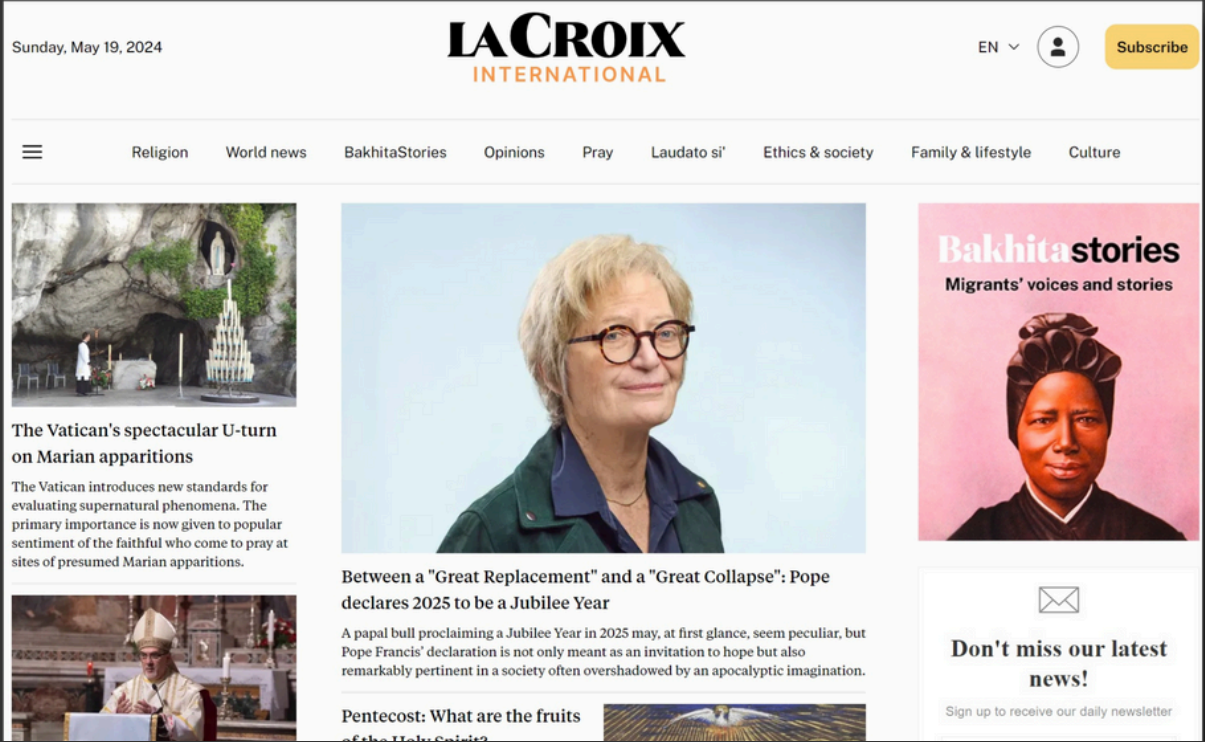 Sunday, May 19, 2024
LA CROIX
INTERNATIONAL
EN
Subscribe
Religion
World news
BakhitaStories
Opinions
Pray
Laudato si'
Ethics & society
Family & lifestyle
Culture
The Vatican's spectacular U-turn
on Marian apparitions
The Vatican introduces new standards for
evaluating supernatural phenomena. The
primary importance is now given to popular
sentiment of the faithful who come to pray at
sites of presumed Marian apparitions.
Between a "Great Replacement" and a "Great Collapse": Pope
declares 2025 to be a Jubilee Year
A papal bull proclaiming a Jubilee Year in 2025 may, at first glance, seem peculiar, but
Pope Francis' declaration is not only meant as an invitation to hope but also
remarkably pertinent in a society often overshadowed by an apocalyptic imagination.
Pentecost: What are the fruits
of the Holy Spirit?
Bakhitastories
Migrants' voices and stories
Don't miss our latest
news!
Sign up to receive our daily newsletter